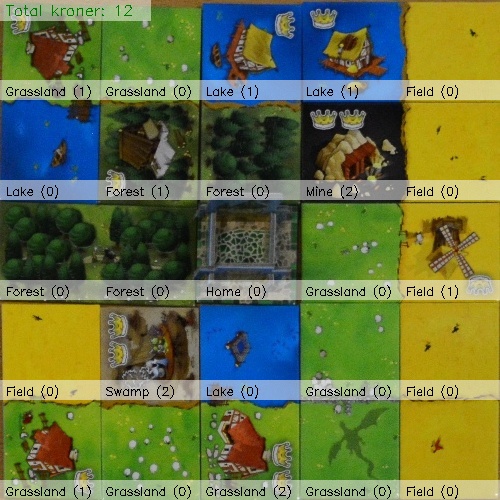 Total kroner: 12
Grassland (1) Grassland (0) Lake (1) Lake (1) Field (0)
Lake (0) Forest (1) Forest (0) Mine (2) Field (0)
Forest (0) Forest (0) Home (0) Grassland (0) Field (1)
Field (0) Swamp (2) Lake (0) Grassland (0) Field (0)
Grassland (1) Grassland (0) Grassland (2) Grassland (0) Field (0)